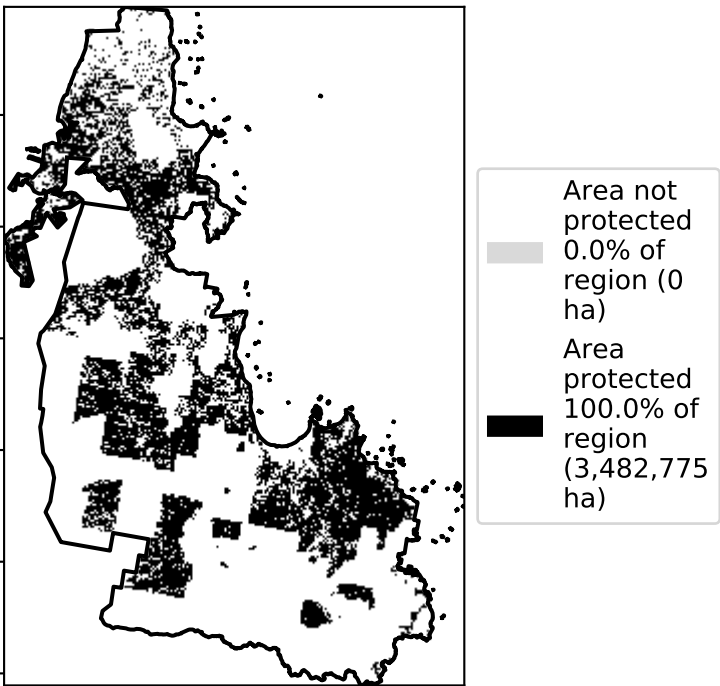 Area not
protected
0.0% of
region (0
ha)
Area
protected
100.0% of
region
(3,482,775
ha)